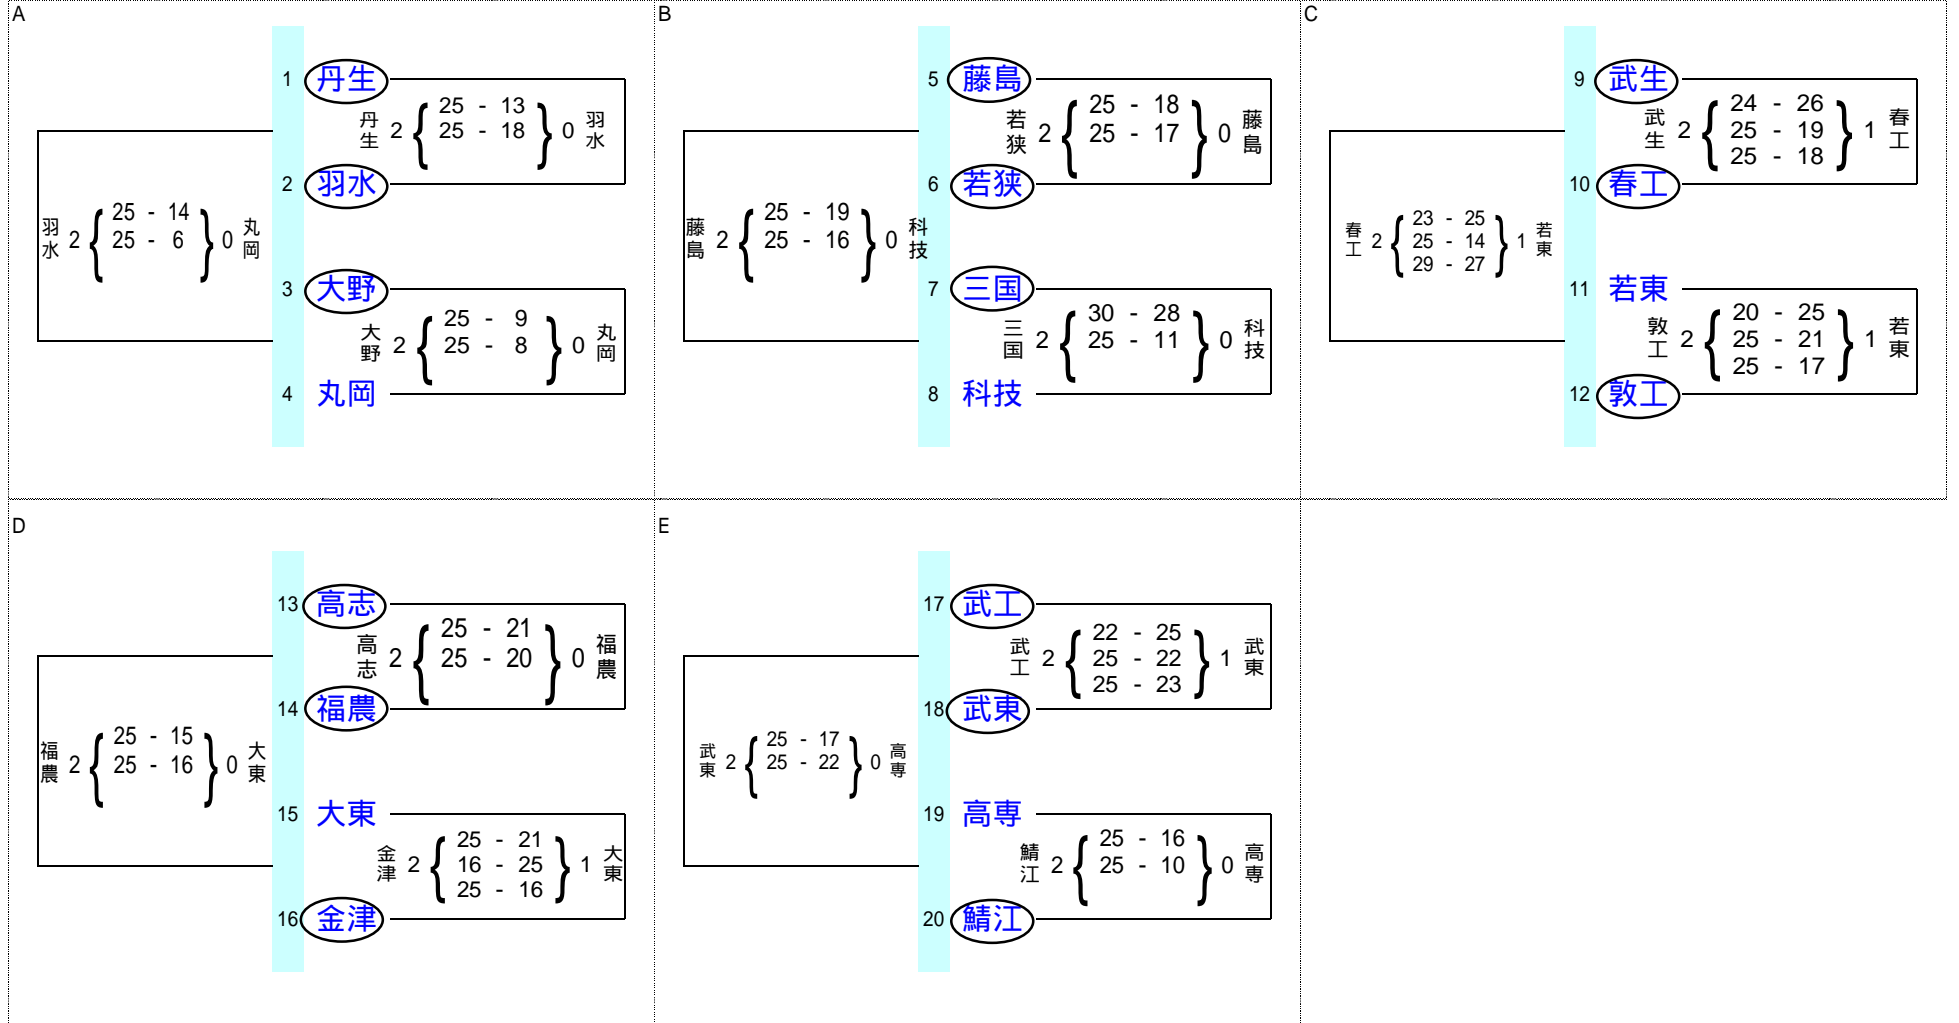 A
1 丹生
丹生 2 { 25 - 13 } 0 羽水
25 - 18
2 羽水
羽水 2 { 25 - 14 } 0 丸岡
25 - 6
3 大野
大野 2 { 25 - 9 } 0 丸岡
25 - 8
4 丸岡
B
5 藤島
若狭 2 { 25 - 18 } 0 藤島
25 - 17
6 若狭
藤島 2 { 25 - 19 } 0 科技
25 - 16
7 三国
三国 2 { 30 - 28 } 0 科技
25 - 11
8 科技
C
9 武生
24 - 26
武生 2 { 25 - 19 } 1 春工
25 - 18
10 春工
23 - 25
春工 2 { 25 - 14 } 1 若東
29 - 27
11 若東
20 - 25
敦工 2 { 25 - 21 } 1 若東
25 - 17
12 敦工
D
13 高志
高志 2 { 25 - 21 } 0 福農
25 - 20
14 福農
福農 2 { 25 - 15 } 0 大東
25 - 16
15 大東
25 - 21
金津 2 { 16 - 25 } 1 大東
25 - 16
16 金津
E
17 武工
22 - 25
武工 2 { 25 - 22 } 1 武東
25 - 23
18 武東
武東 2 { 25 - 17 } 0 高専
25 - 22
19 高専
鯖江 2 { 25 - 16 } 0 高専
25 - 10
20 鯖江